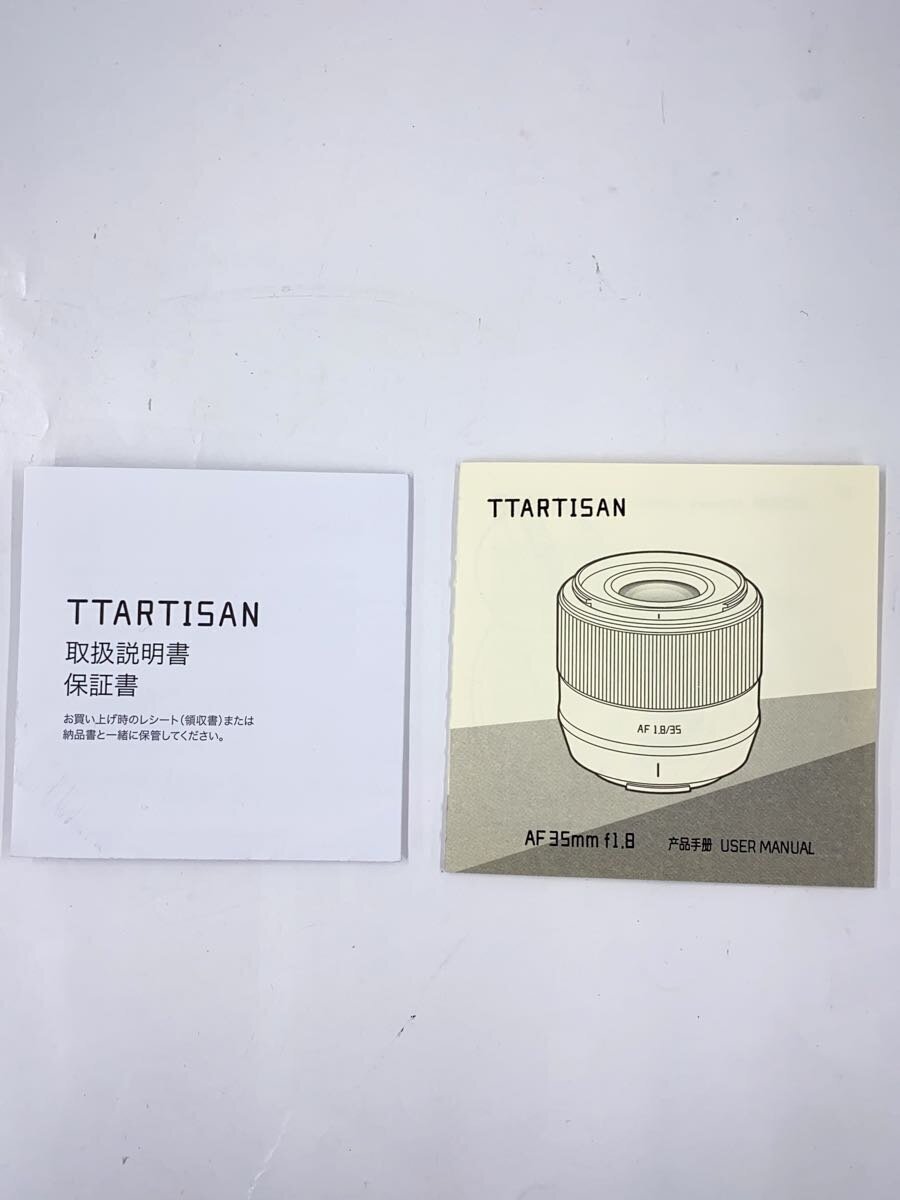 TTARTISAN
取扱説明書
保証書
お買い上げ時のレシート（領収書）または
納品書と一緒に保管してください。
TTARTISAN
AF 1.8/35
AF 35mm f1.8 产品手册 USER MANUAL